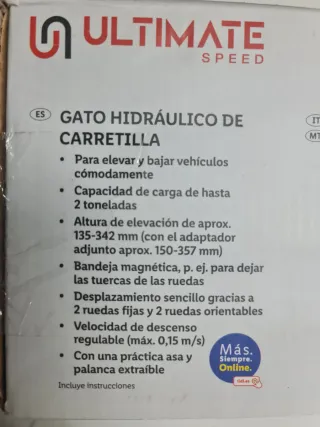 ULTIMATE
SPEED
ES
GATO HIDRÁULICO DE
CARRETILLA
• Para elevar y bajar vehículos
cómodamente
• Capacidad de carga de hasta
2 toneladas
• Altura de elevación de aprox.
135-342 mm (con el adaptador
adjunto aprox. 150-357 mm)
• Bandeja magnética, p. ej. para dejar
las tuercas de las ruedas
• Desplazamiento sencillo gracias a
2 ruedas fijas y 2 ruedas orientables
• Velocidad de descenso
regulable (máx. 0,15 m/s)
• Con una práctica asa y
palanca extraíble
Incluye instrucciones
Más.
Siempre.
Online.
IT
MT